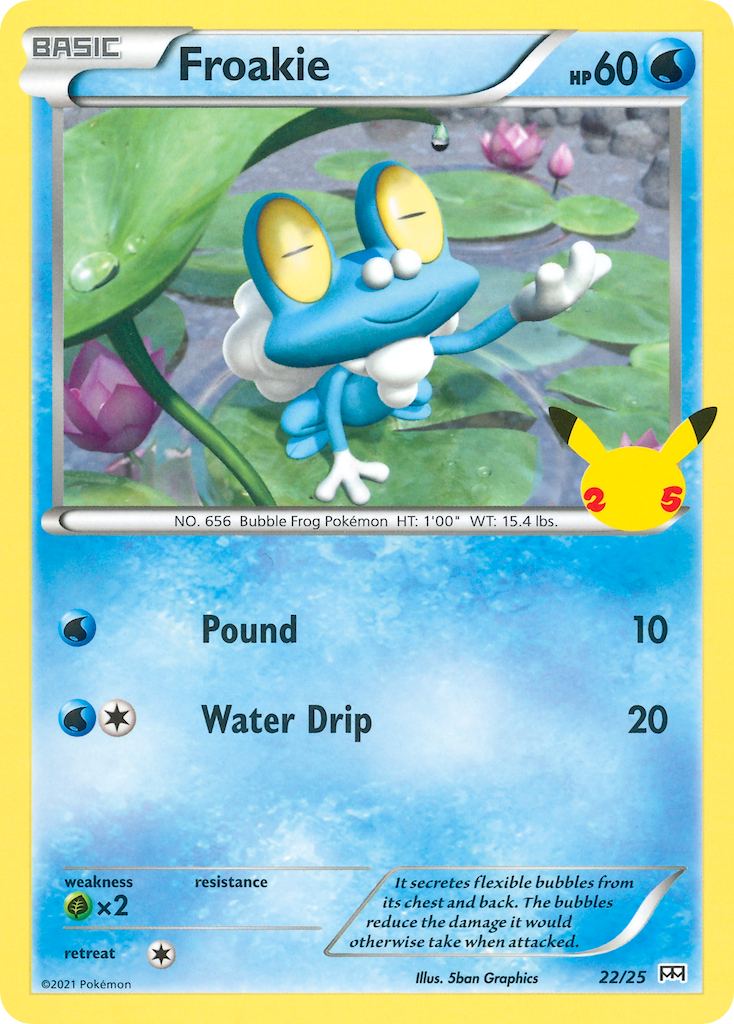 BASIC
Froakie
HP60
25
NO. 656 Bubble Frog Pokémon HT: 1'00" WT: 15.4 lbs.
Pound 10
Water Drip 20
weakness resistance
×2
It secretes flexible bubbles from
its chest and back. The bubbles
reduce the damage it would
otherwise take when attacked.
retreat
©2021 Pokémon Illus. 5ban Graphics 22/25